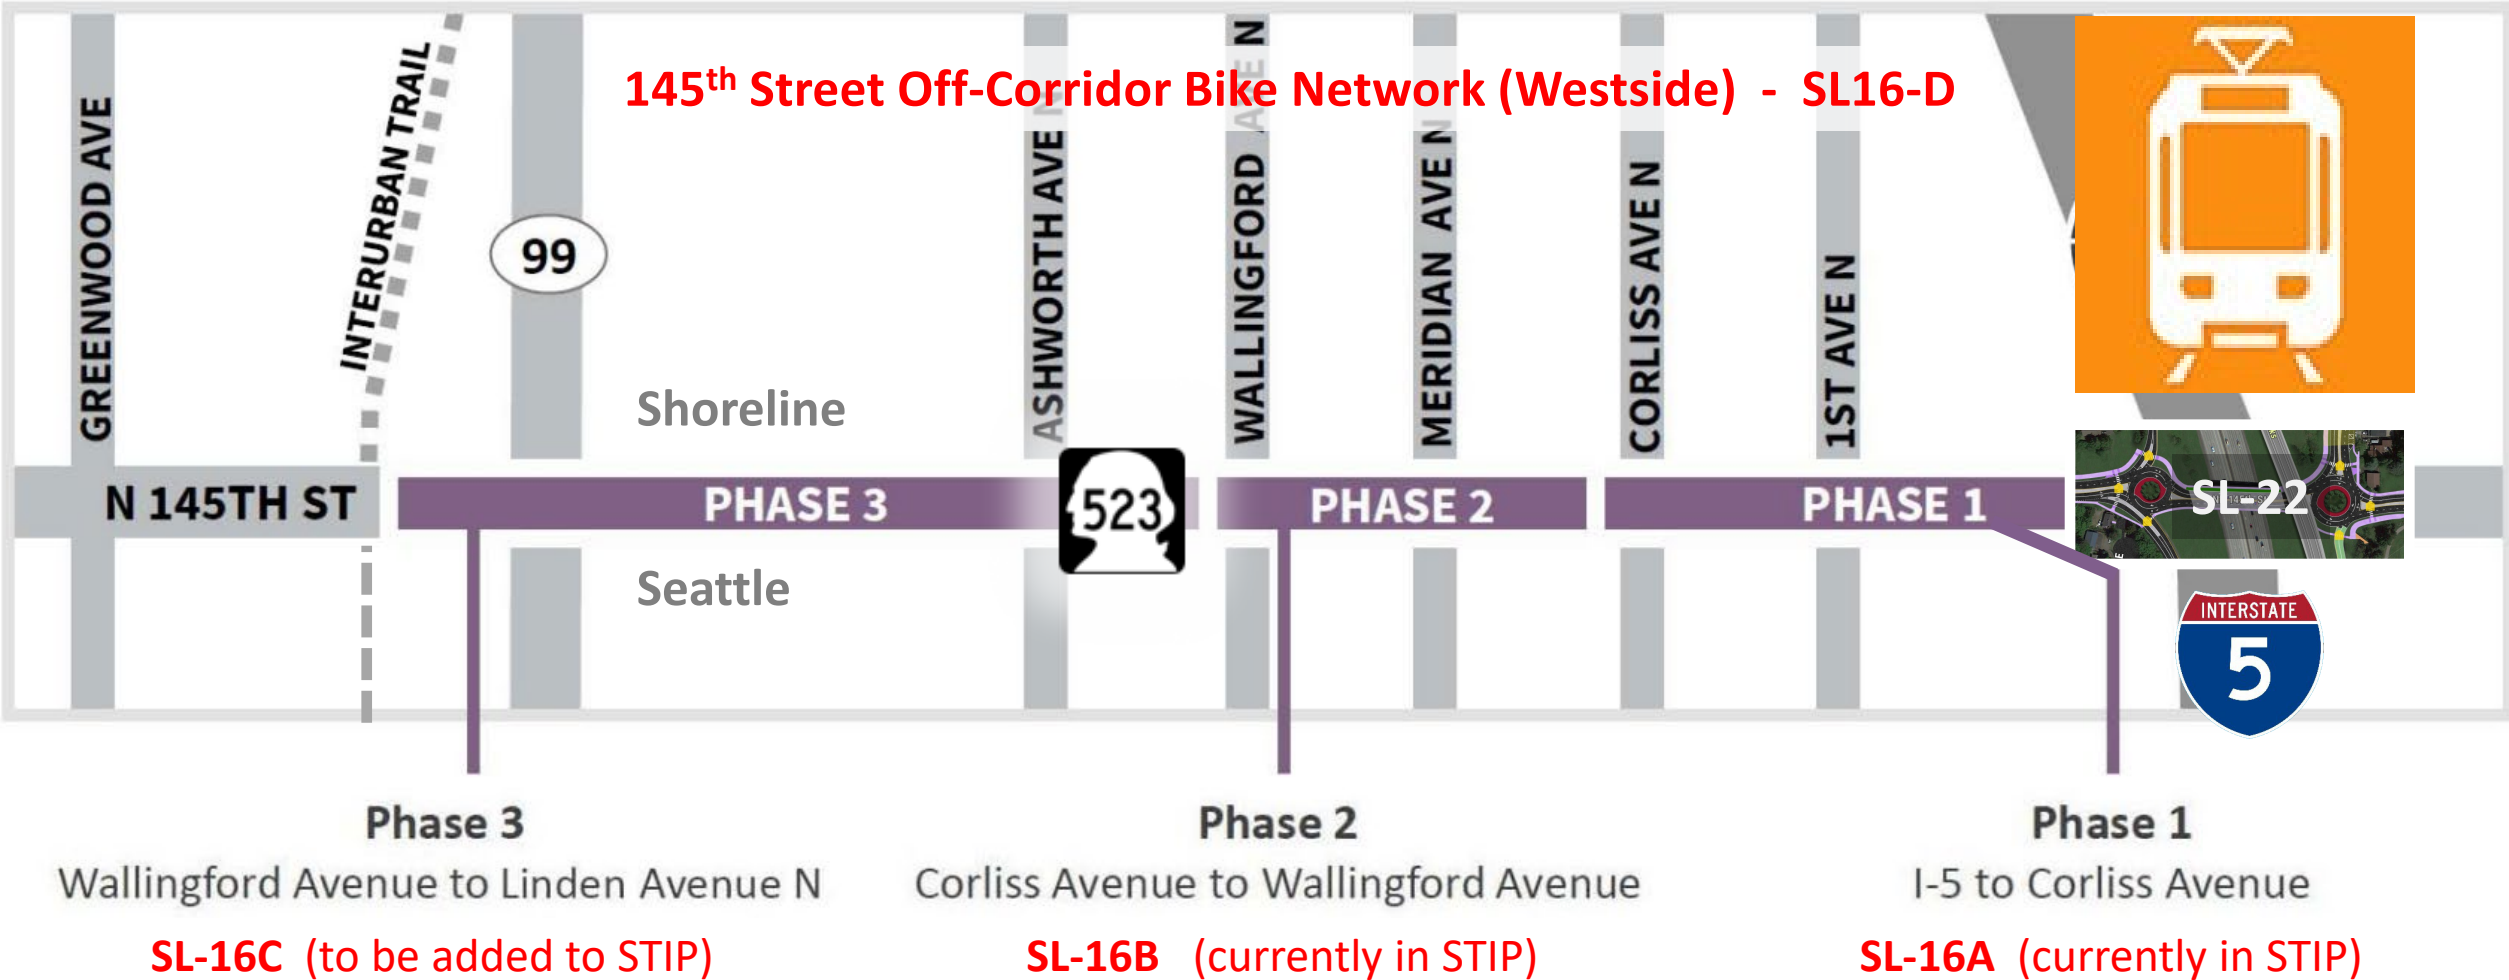 145th Street Off-Corridor Bike Network (Westside) - SL16-D
GREENWOOD AVE
INTERURBAN TRAIL
99
ASHWORTH AVE N
WALLINGFORD AVE N
MERIDIAN AVE N
CORLISS AVE N
1ST AVE N
Shoreline
N 145TH ST
PHASE 3
523
PHASE 2
PHASE 1
SL-22
Seattle
INTERSTATE
5
Phase 3
Wallingford Avenue to Linden Avenue N
SL-16C (to be added to STIP)
Phase 2
Corliss Avenue to Wallingford Avenue
SL-16B (currently in STIP)
Phase 1
I-5 to Corliss Avenue
SL-16A (currently in STIP)